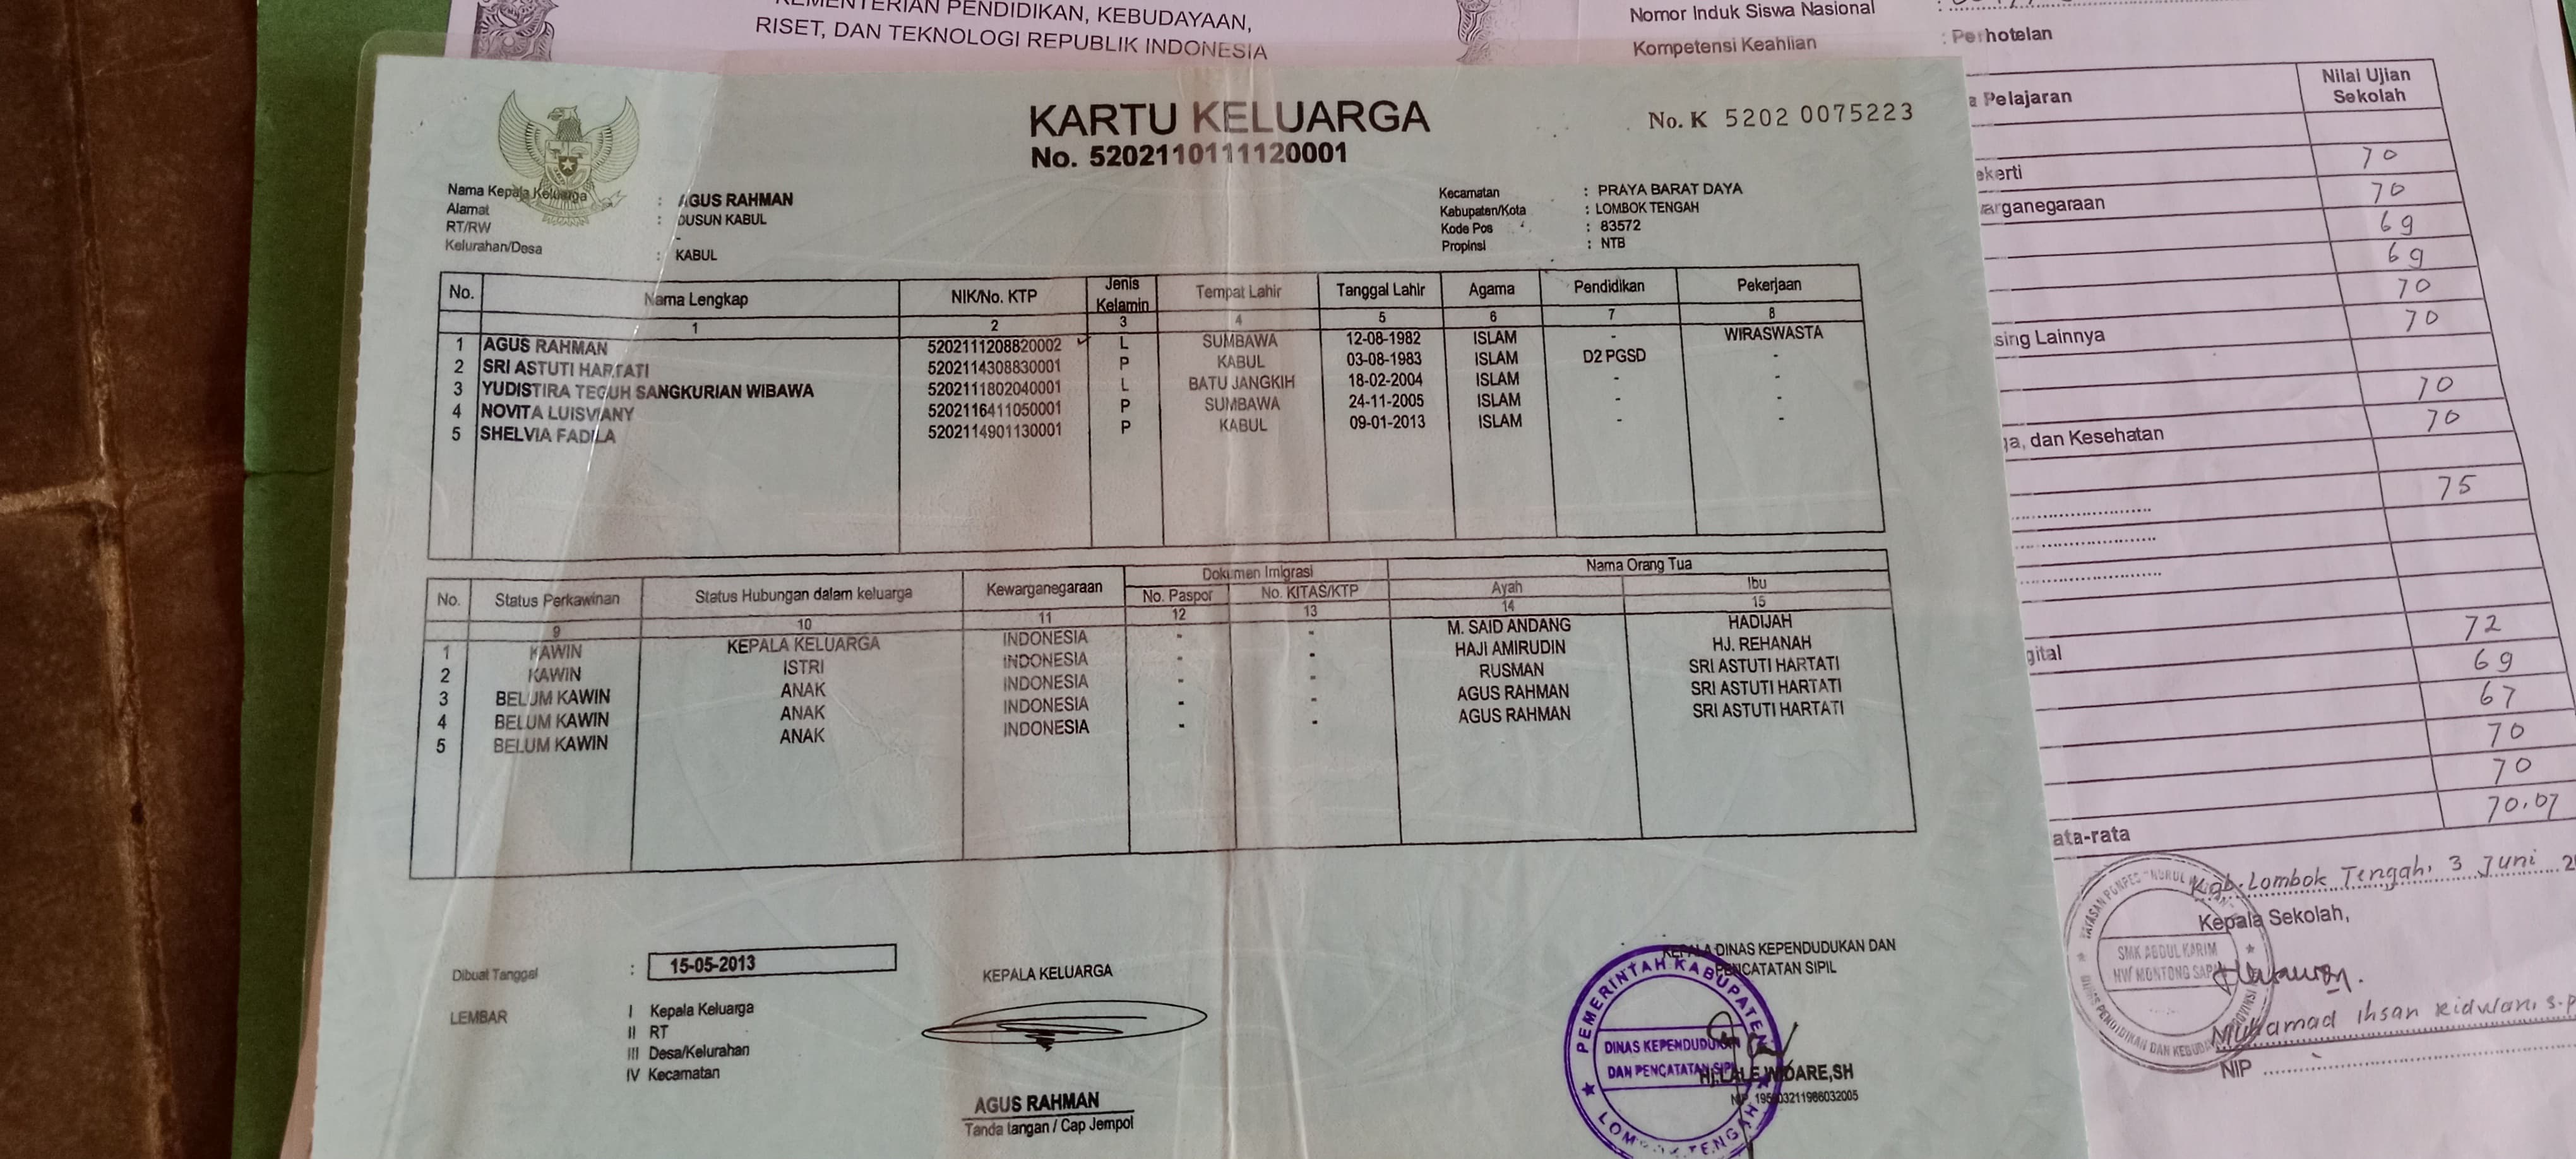 KEMENTERIAN PENDIDIKAN, KEBUDAYAAN,
RISET, DAN TEKNOLOGI REPUBLIK INDONESIA
Nomor Induk Siswa Nasional :
Kompetensi Keahlian : Perhotelan
KARTU KELUARGA
No. 5202110111120001
No. K 5202 0075223
Nama Kepala Keluarga : AGUS RAHMAN
Alamat : DUSUN KABUL
RT/RW : -
Kelurahan/Desa : KABUL
Kecamatan : PRAYA BARAT DAYA
Kabupaten/Kota : LOMBOK TENGAH
Kode Pos : 83572
Propinsi : NTB
No. Nama Lengkap NIK/No. KTP Jenis Kelamin Tempat Lahir Tanggal Lahir Agama Pendidikan Pekerjaan
1 2 3 4 5 6 7 8
1 AGUS RAHMAN 5202111208820002 L SUMBAWA 12-08-1982 ISLAM - WIRASWASTA
2 SRI ASTUTI HARTATI 5202114308830001 P KABUL 03-08-1983 ISLAM D2 PGSD -
3 YUDISTIRA TEGUH SANGKURIAN WIBAWA 5202111802040001 L BATU JANGKIH 18-02-2004 ISLAM - -
4 NOVITA LUISVIANY 5202116411050001 P SUMBAWA 24-11-2005 ISLAM - -
5 SHELVIA FADILA 5202114901130001 P KABUL 09-01-2013 ISLAM - -
No. Status Perkawinan Status Hubungan dalam keluarga Kewarganegaraan Dokumen Imigrasi Nama Orang Tua
No. Paspor No. KITAS/KTP Ayah Ibu
9 10 11 12 13 14 15
1 KAWIN KEPALA KELUARGA INDONESIA - - M. SAID ANDANG HADIJAH
2 KAWIN ISTRI INDONESIA - - HAJI AMIRUDIN HJ. REHANAH
3 BELUM KAWIN ANAK INDONESIA - - RUSMAN SRI ASTUTI HARTATI
4 BELUM KAWIN ANAK INDONESIA - - AGUS RAHMAN SRI ASTUTI HARTATI
5 BELUM KAWIN ANAK INDONESIA - - AGUS RAHMAN SRI ASTUTI HARTATI
Dibuat Tanggal : 15-05-2013
LEMBAR
I Kepala Keluarga
II RT
III Desa/Kelurahan
IV Kecamatan
KEPALA KELUARGA
AGUS RAHMAN
Tanda tangan / Cap Jempol
KEPALA DINAS KEPENDUDUKAN DAN
PENCATATAN SIPIL
PEMERINTAH KABUPATEN
DINAS KEPENDUDUKAN
DAN PENCATATAN SIPIL
LOMBOK TENGAH
Hj.LALE WIDARE,SH
NIP.
a Pelajaran Nilai Ujian Sekolah
ekerti 70
arganegaraan 70
69
69
70
sing Lainnya 70
70
ga, dan Kesehatan 70
75
72
gital 69
67
70
70
ata-rata 70.07
Kab. Lombok Tengah, 3 Juni
Kepala Sekolah,
SMK ABDUL KARIM
NW MONTONG
Muhamad Ihsan Ridwlan, S.P
NIP